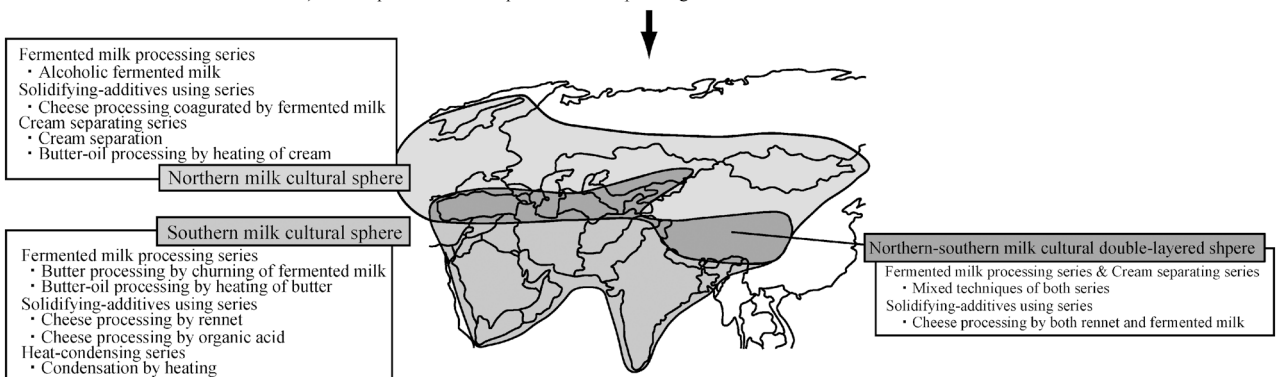 Fermented milk processing series
・Alcoholic fermented milk
Solidifying-additives using series
・Cheese processing coagurated by fermented milk
Cream separating series
・Cream separation
・Butter-oil processing by heating of cream
Northern milk cultural sphere
Southern milk cultural sphere
Fermented milk processing series
・Butter processing by churning of fermented milk
・Butter-oil processing by heating of butter
Solidifying-additives using series
・Cheese processing by rennet
・Cheese processing by organic acid
Heat-condensing series
・Condensation by heating
Northern-southern milk cultural double-layered shpere
Fermented milk processing series & Cream separating series
・Mixed techniques of both series
Solidifying-additives using series
・Cheese processing by both rennet and fermented milk